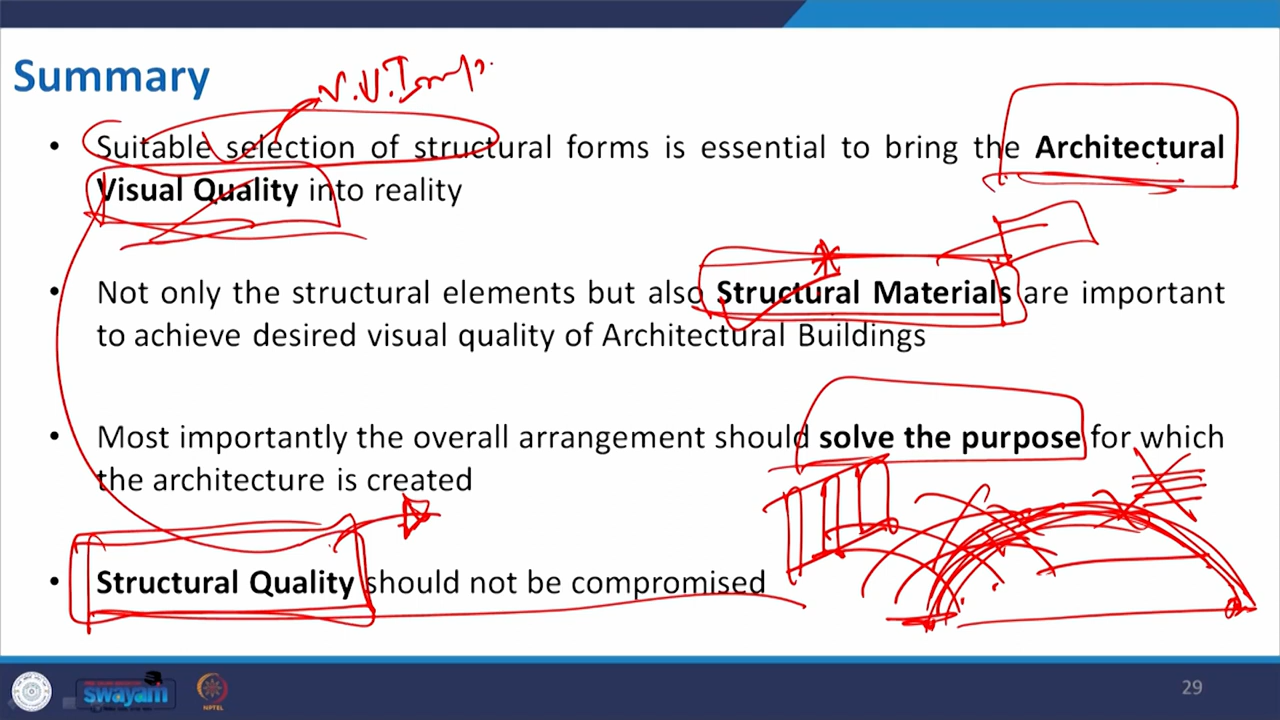 Summary
V.V.Imp.
• Suitable selection of structural forms is essential to bring the Architectural
Visual Quality into reality
• Not only the structural elements but also Structural Materials are important
to achieve desired visual quality of Architectural Buildings
• Most importantly the overall arrangement should solve the purpose for which
the architecture is created
• Structural Quality should not be compromised
swayam
NPTEL
29